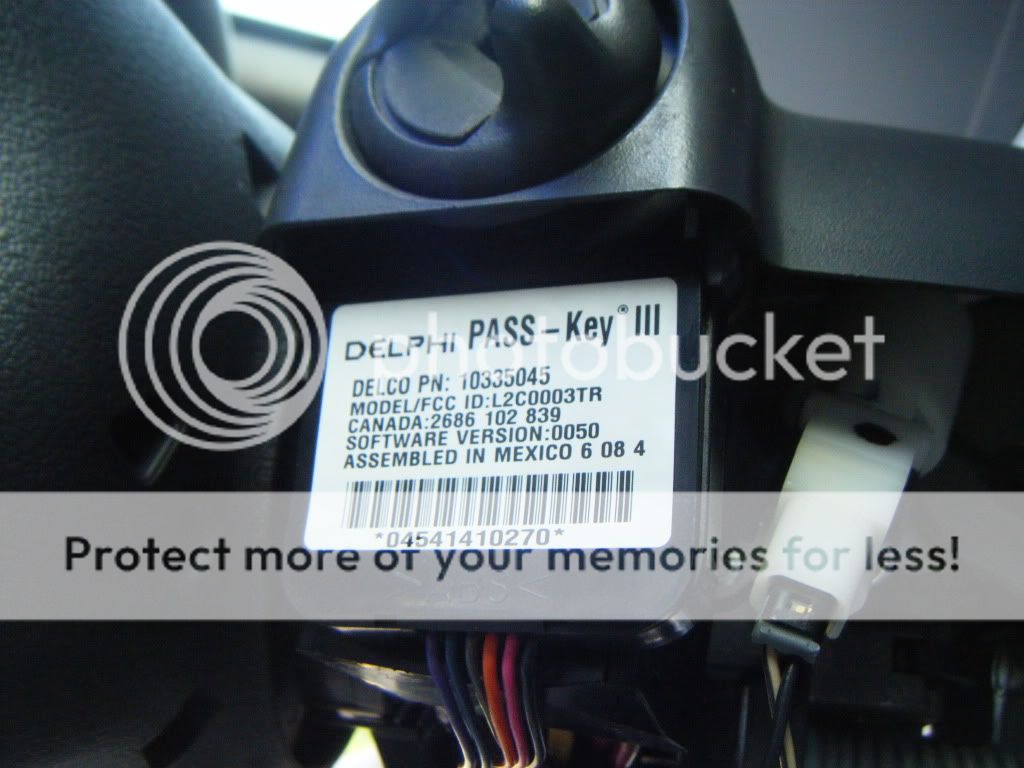 DELPHI PASS-Key® III
DELCO PN: 10335045
MODEL/FCC ID:L2C0003TR
CANADA:2686 102 839
SOFTWARE VERSION:0050
ASSEMBLED IN MEXICO 6 08 4
*04541410270*
>ABS<
photobucket
Protect more of your memories for less!